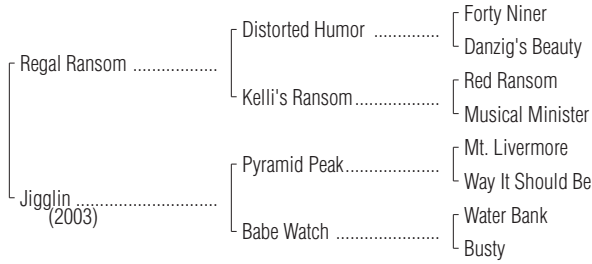 Forty Niner
Distorted Humor ..............
Danzig's Beauty
Regal Ransom ..................
Red Ransom
Kelli's Ransom..................
Musical Minister
Mt. Livermore
Pyramid Peak....................
Way It Should Be
Jigglin ..............................
(2003)
Water Bank
Babe Watch ......................
Busty